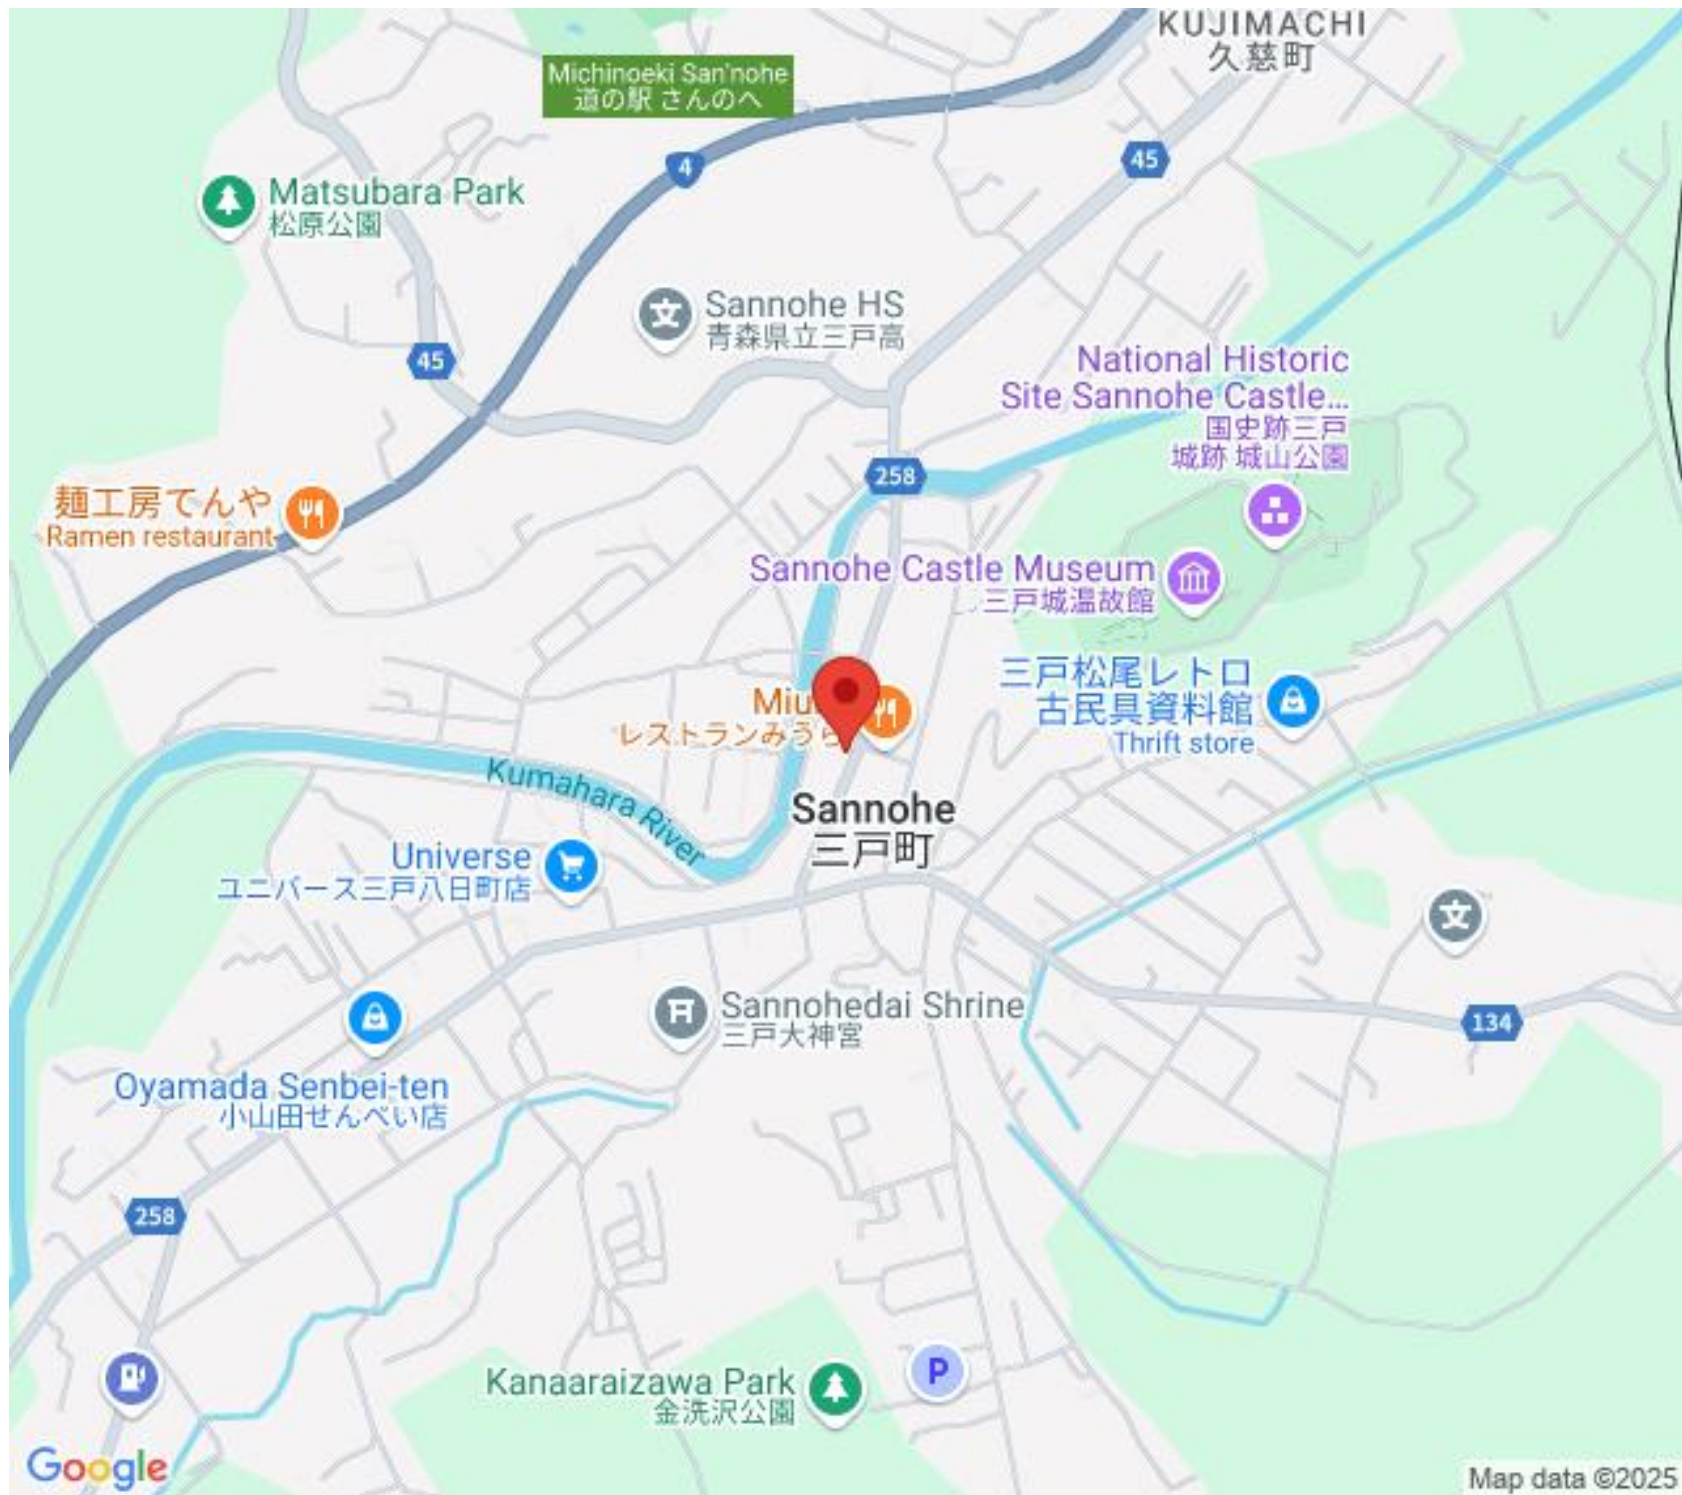 KUJIMACHI
久慈町
Michinoeki San'nohe
道の駅 さんのへ
45
4
Matsubara Park
松原公園
Sannohe HS
青森県立三戸高
45
National Historic
Site Sannohe Castle...
国史跡三戸
城跡 城山公園
258
麺工房てんや
Ramen restaurant
Sannohe Castle Museum
三戸城温故館
三戸松尾レトロ
古民具資料館
Thrift store
レストランみうら
Kumahara River
Sannohe
三戸町
Universe
ユニバース三戸八日町店
文
Sannohedai Shrine
三戸大神宮
134
Oyamada Senbei-ten
小山田せんべい店
258
Kanaaraizawa Park
金洗沢公園
P
Google
Map data ©2025